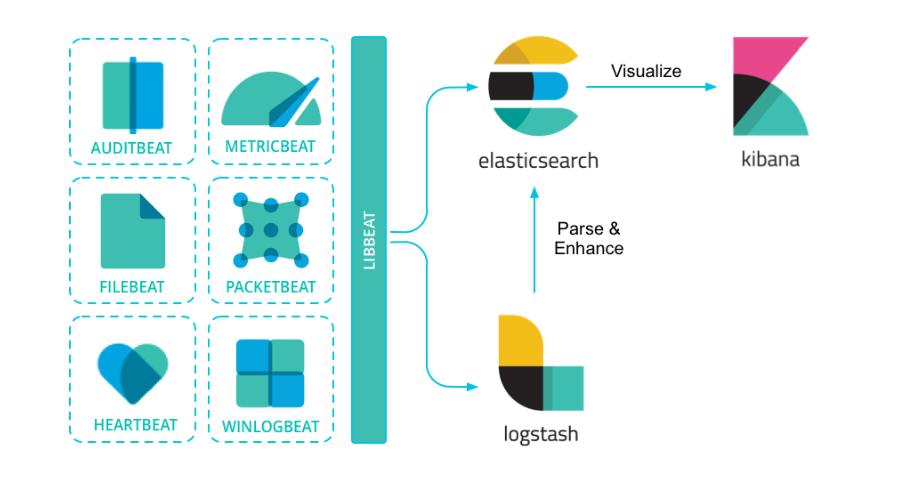 AUDITBEAT
METRICBEAT
FILEBEAT
PACKETBEAT
HEARTBEAT
WINLOGBEAT
LIBBEAT
elasticsearch
Visualize
kibana
Parse &
Enhance
logstash